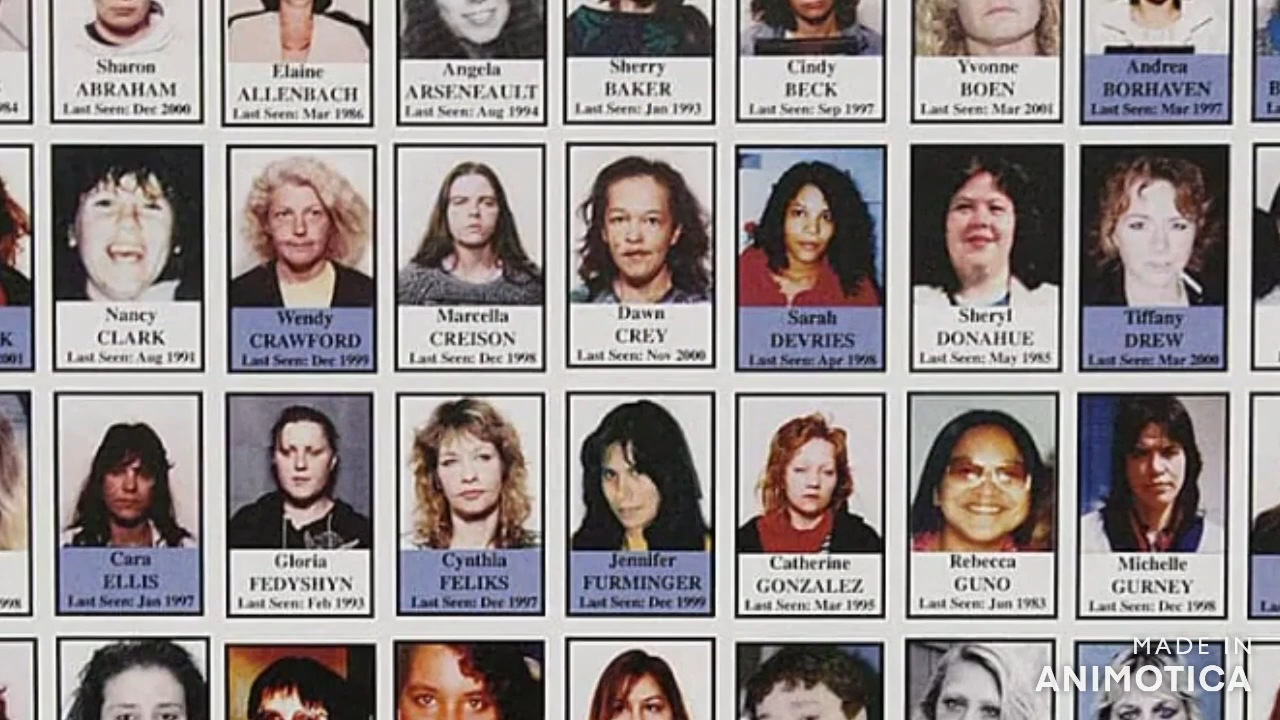 Sharon
ABRAHAM
Last Seen: Dec 2000
Elaine
ALLENBACH
Last Seen: Mar 1986
Angela
ARSENEAULT
Last Seen: Aug 1994
Sherry
BAKER
Last Seen: Jan 1993
Cindy
BECK
Last Seen: Sep 1997
Yvonne
BOEN
Last Seen: Mar 2001
Andrea
BORHAVEN
Last Seen: Mar 1997
Nancy
CLARK
Last Seen: Aug 1991
Wendy
CRAWFORD
Last Seen: Dec 1999
Marcella
CREISON
Last Seen: Dec 1998
Dawn
CREY
Last Seen: Nov 2000
Sarah
DEVRIES
Last Seen: Apr 1998
Sheryl
DONAHUE
Last Seen: May 1985
Tiffany
DREW
Last Seen: Mar 2000
Cara
ELLIS
Last Seen: Jan 1997
Gloria
FEDYSHYN
Last Seen: Feb 1993
Cynthia
FELIKS
Last Seen: Dec 1997
Jennifer
FURMINGER
Last Seen: Dec 1999
Catherine
GONZALEZ
Last Seen: Mar 1995
Rebecca
GUNO
Last Seen: Jun 1983
Michelle
GURNEY
Last Seen: Dec 1998
MADE IN
ANIMOTICA